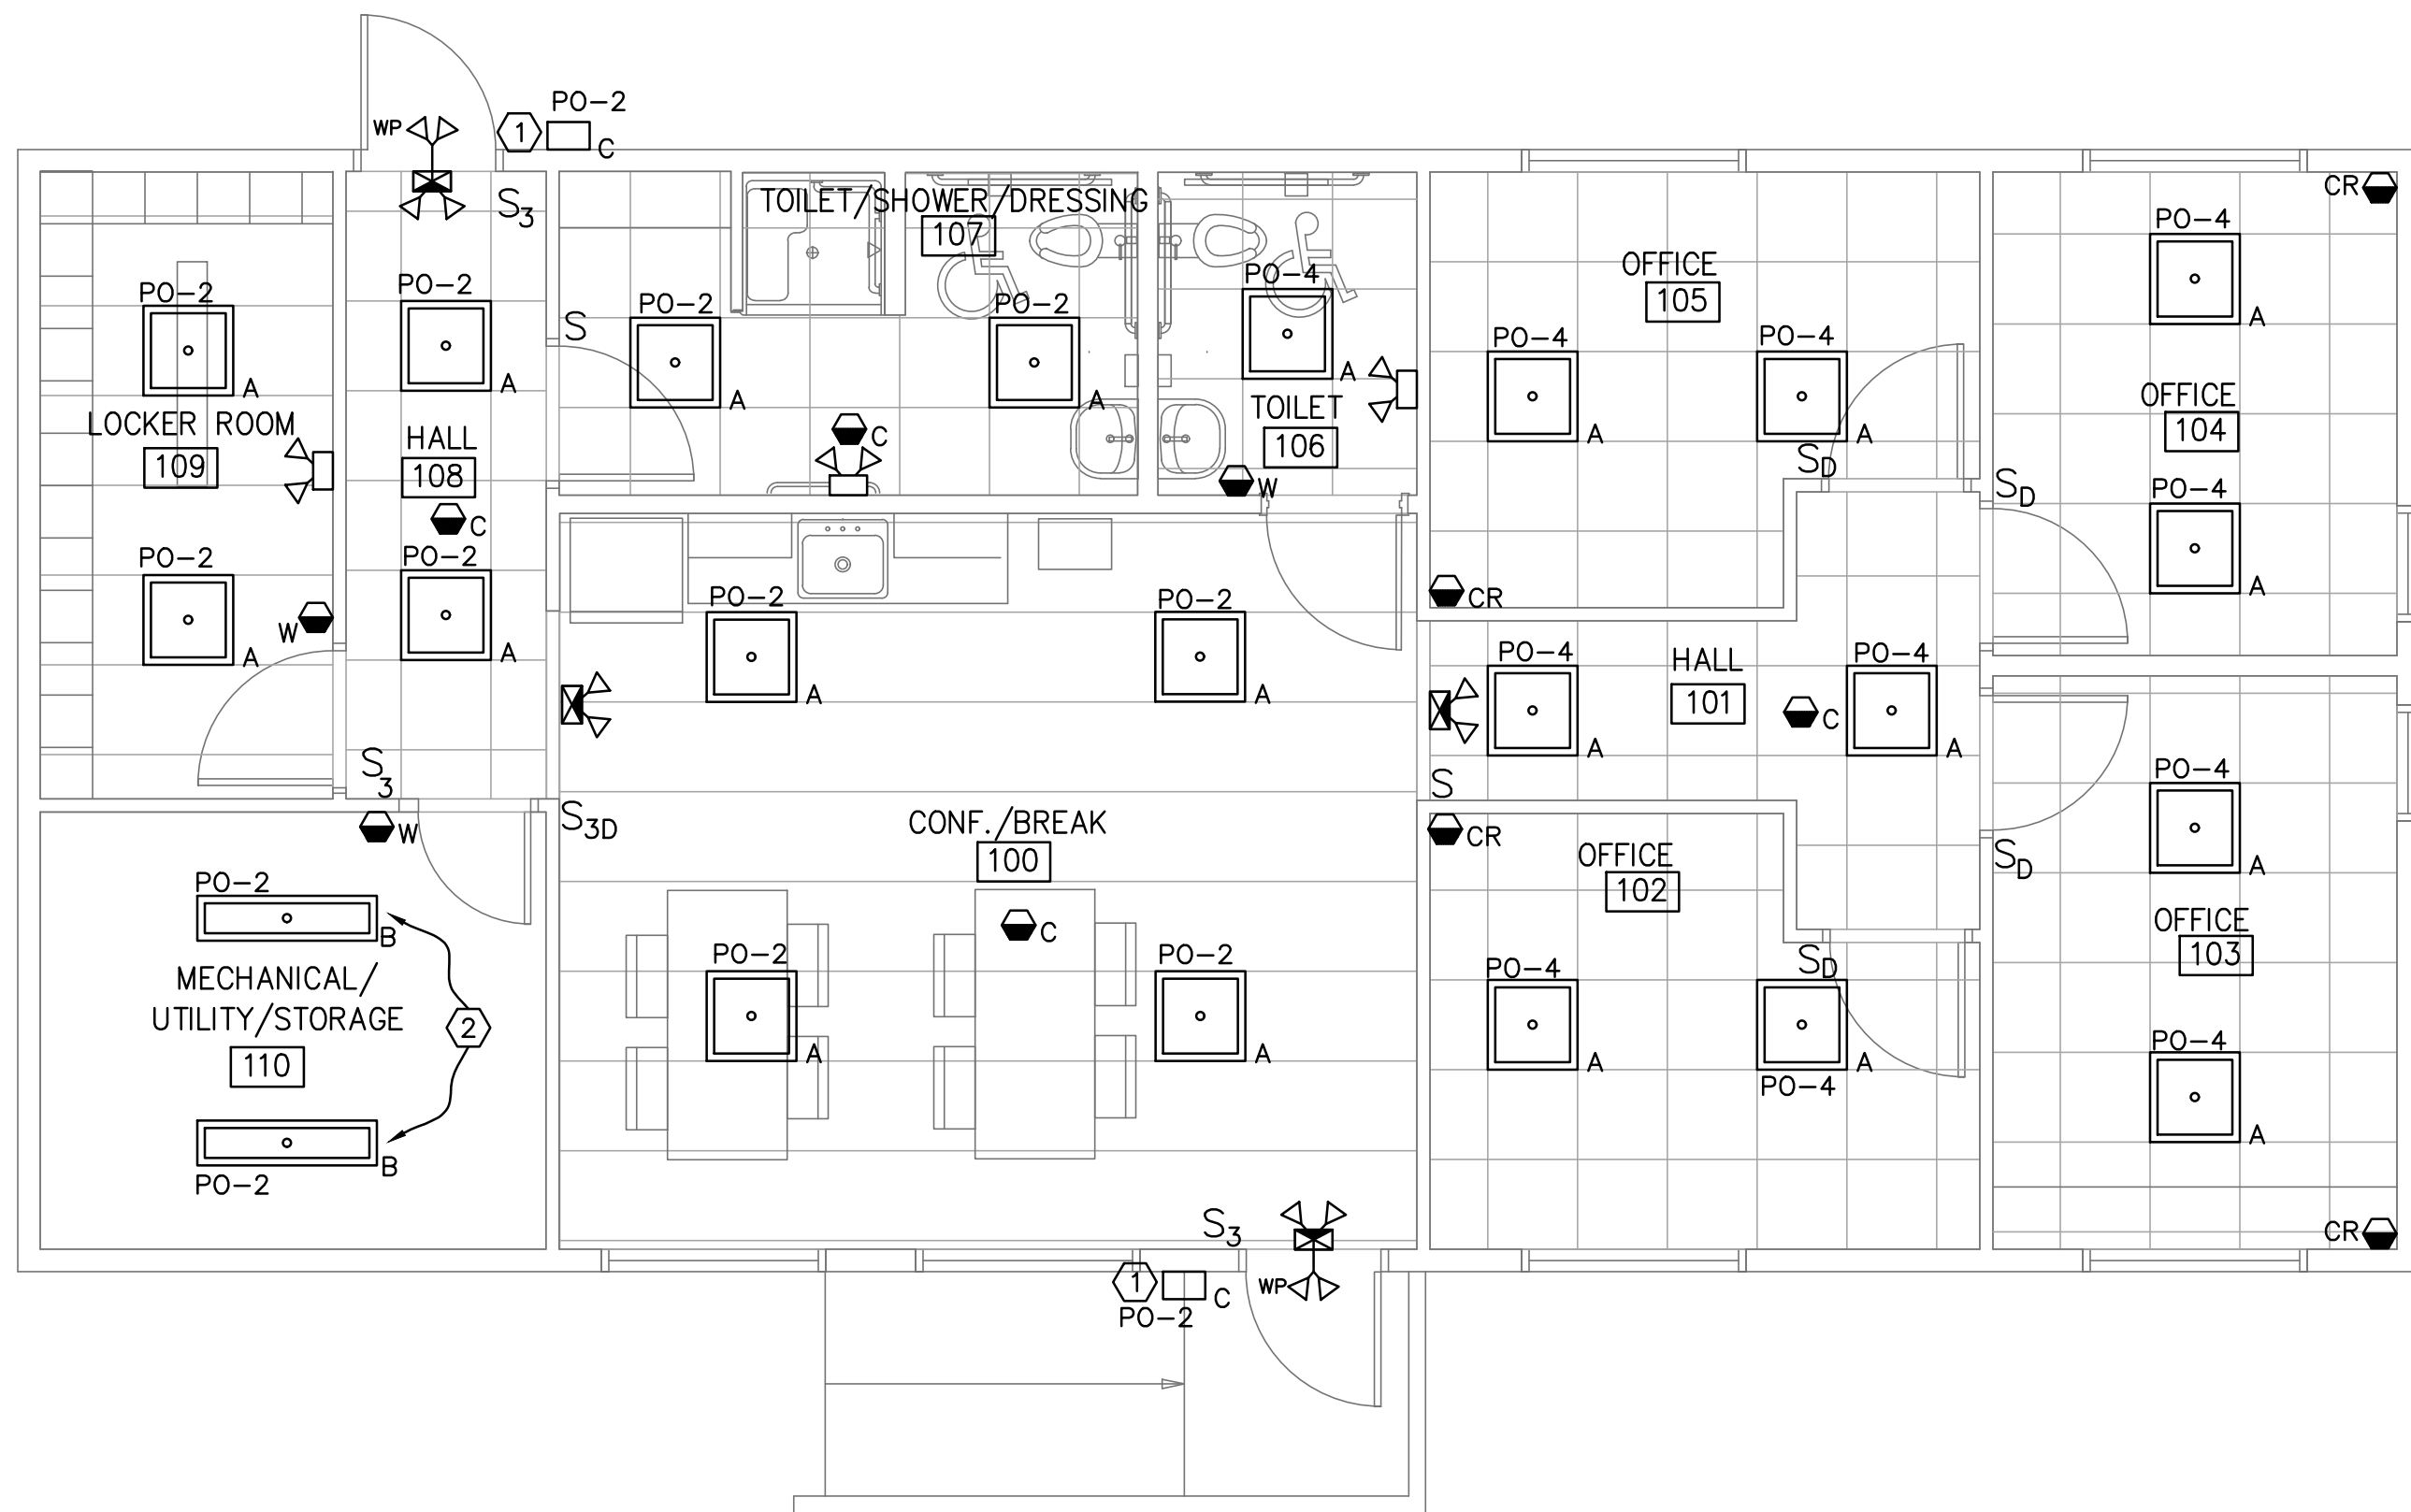 PO-2
WP
1
C
S3
TOILET/SHOWER/DRESSING
107
CR
PO-4
A
OFFICE
105
PO-4
PO-4
A
A
SD
OFFICE
104
PO-4
A
SD
PO-2
A
LOCKER ROOM
109
PO-2
A
W
PO-2
A
HALL
108
C
PO-2
A
S3
S
PO-2
A
PO-2
A
C
PO-4
A
TOILET
106
W
CR
PO-2
A
PO-2
A
PO-4
A
HALL
101
C
PO-4
A
S
S3D
CONF./BREAK
100
C
PO-2
A
PO-2
A
S3
W
PO-2
B
MECHANICAL/
UTILITY/STORAGE
110
2
B
PO-2
CR
OFFICE
102
PO-4
A
SD
A
PO-4
SD
PO-4
A
OFFICE
103
PO-4
A
CR
1
C
PO-2
WP